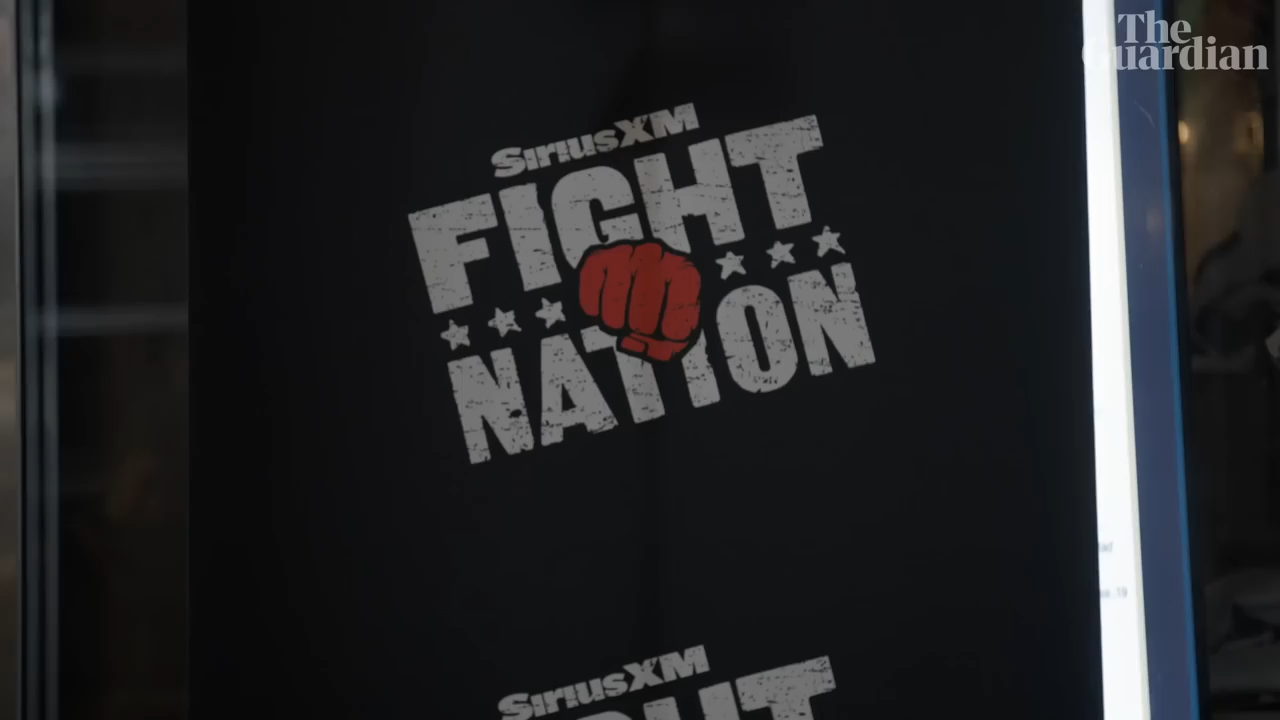 The
Guardian
SiriusXM
FIGHT
NATION
SiriusXM